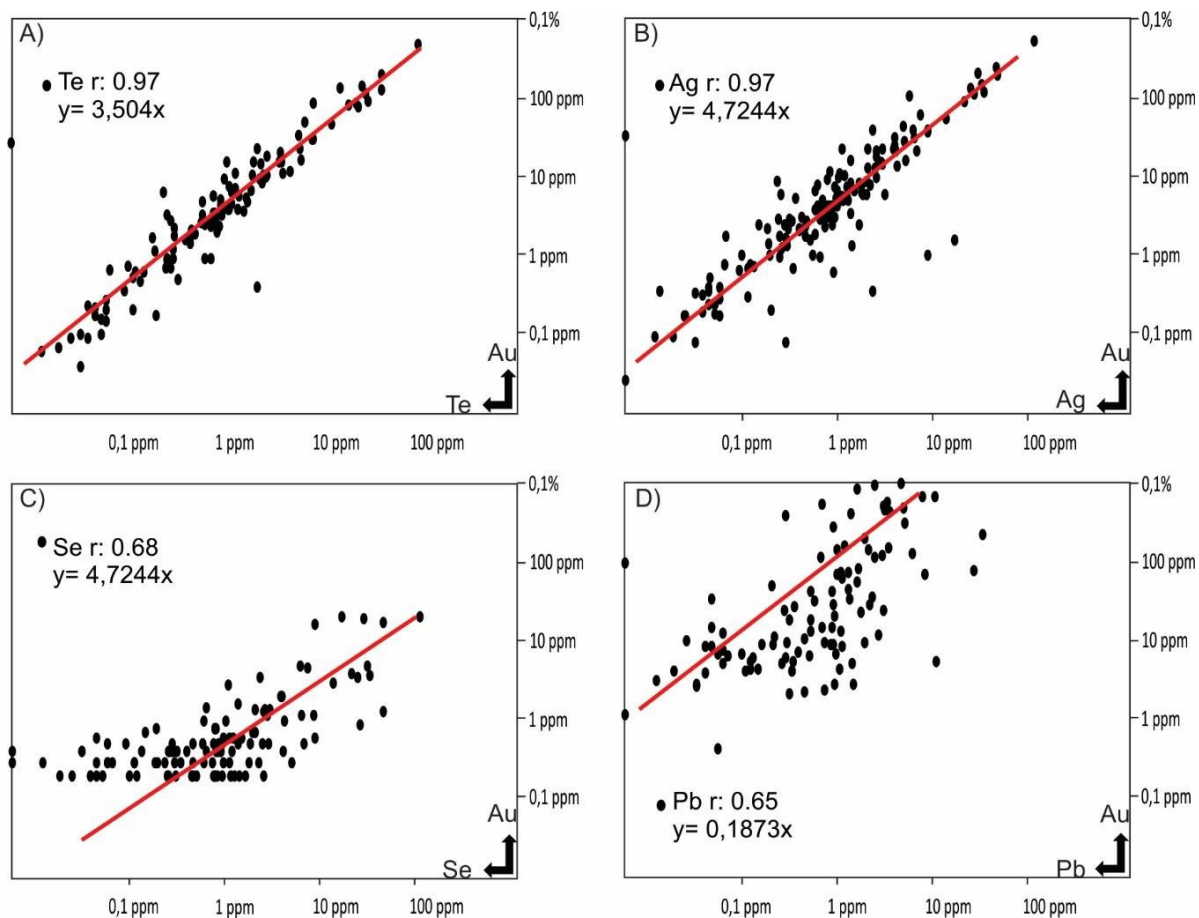 A)
Te r: 0.97
y= 3,504x
0,1%
100 ppm
10 ppm
1 ppm
0,1 ppm
Au
Te
0,1 ppm 1 ppm 10 ppm 100 ppm
B)
Ag r: 0.97
y= 4,7244x
0,1%
100 ppm
10 ppm
1 ppm
0,1 ppm
Au
Ag
0,1 ppm 1 ppm 10 ppm 100 ppm
C)
Se r: 0.68
y= 4,7244x
0,1%
100 ppm
10 ppm
1 ppm
0,1 ppm
Au
Se
0,1 ppm 1 ppm 10 ppm 100 ppm
D)
Pb r: 0.65
y= 0,1873x
0,1%
100 ppm
10 ppm
1 ppm
0,1 ppm
Au
Pb
0,1 ppm 1 ppm 10 ppm 100 ppm